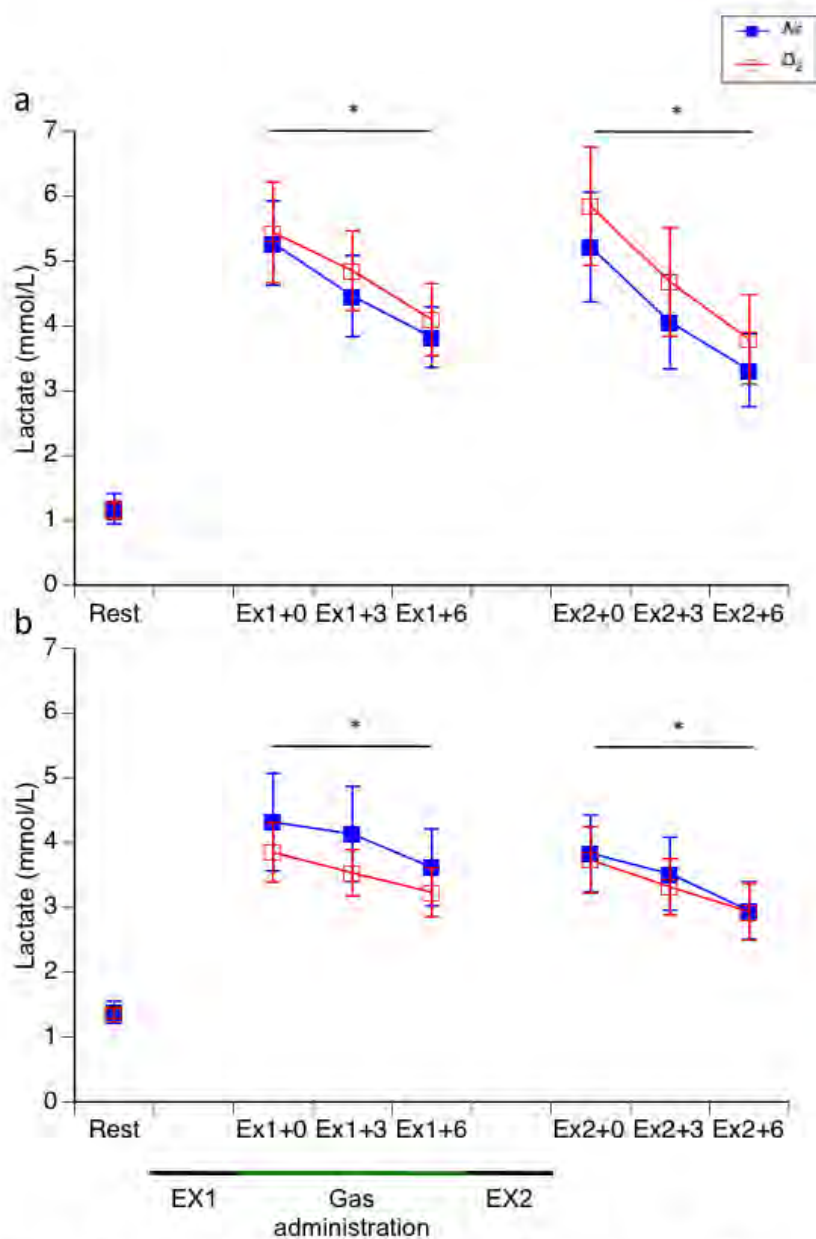 Air
O₂
a
*
*
7
6
5
4
3
2
1
0
Lactate (mmol/L)
Rest Ex1+0 Ex1+3 Ex1+6 Ex2+0 Ex2+3 Ex2+6
b
*
*
7
6
5
4
3
2
1
0
Lactate (mmol/L)
Rest Ex1+0 Ex1+3 Ex1+6 Ex2+0 Ex2+3 Ex2+6
EX1 Gas EX2
administration